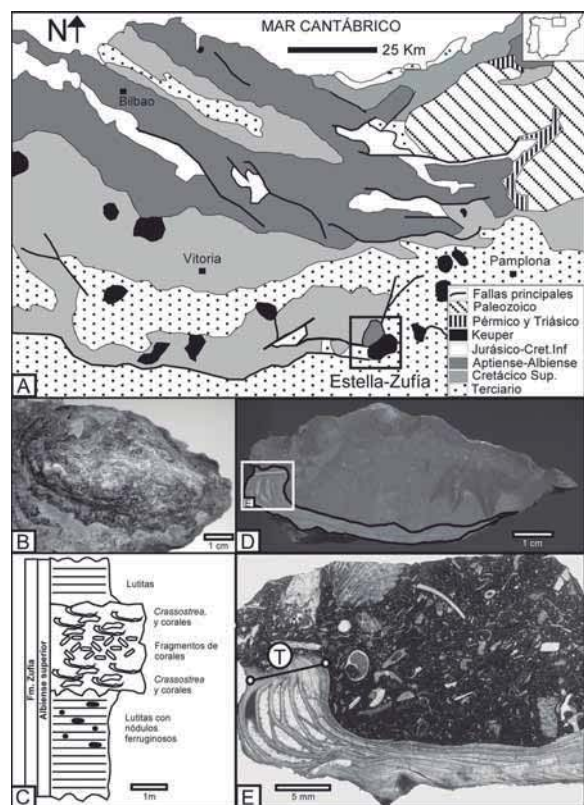 MAR CANTÁBRICO
N
25 Km
Bilbao
Vitoria
Pamplona
Estella-Zufía
Fallas principales
Paleozoico
Pérmico y Triásico
Keuper
Jurásico-Cret.Inf
Aptiense-Albiense
Cretácico Sup.
Terciario
A
B
1 cm
D
E
1 cm
C
Fm. Zufía
Albiense superior
Lutitas
Crassostrea,
y corales
Fragmentos de
corales
Crassostrea
y corales
Lutitas con
nódulos
ferruginosos
1m
T
E
5 mm